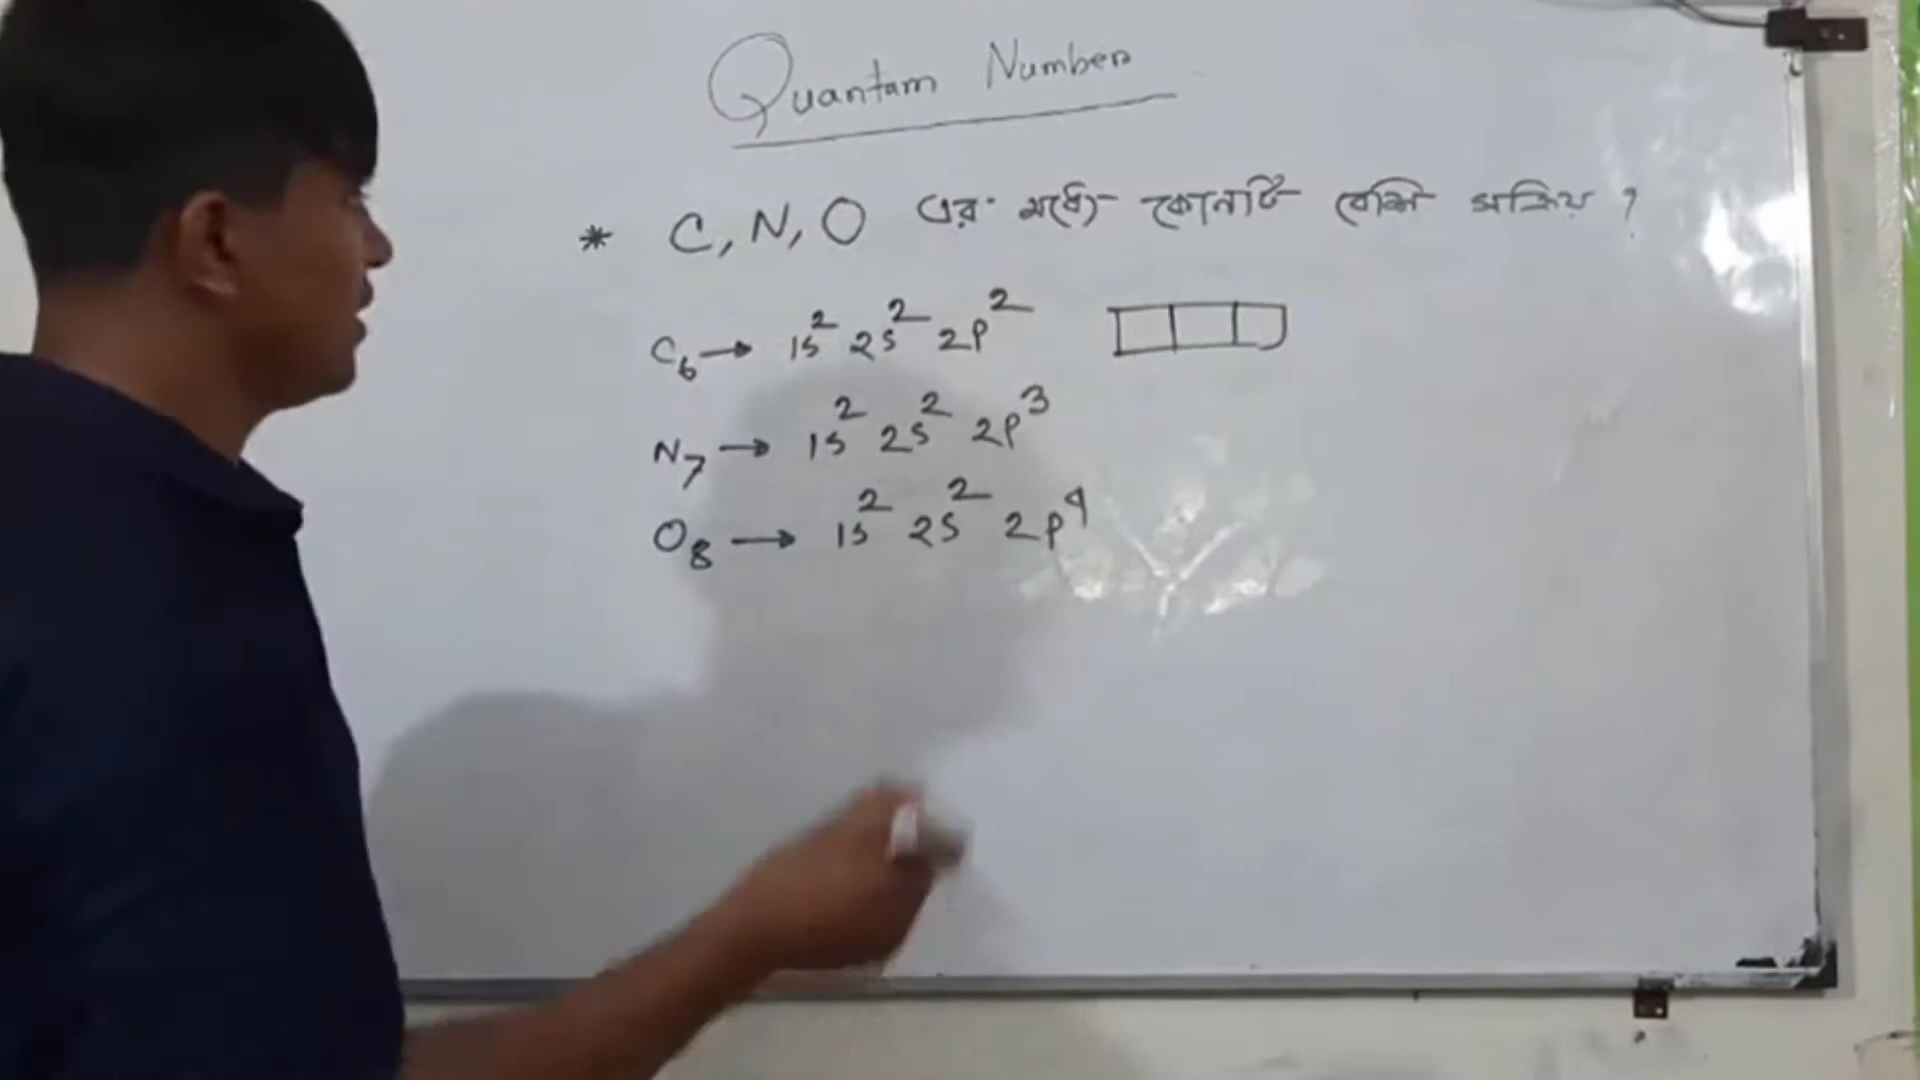 Quantam Number
* C, N, O এর মধ্যে কোনটি বেশি সক্রিয় ?
C₆ → 1s² 2s² 2p²
N₇ → 1s² 2s² 2p³
O₈ → 1s² 2s² 2p⁴